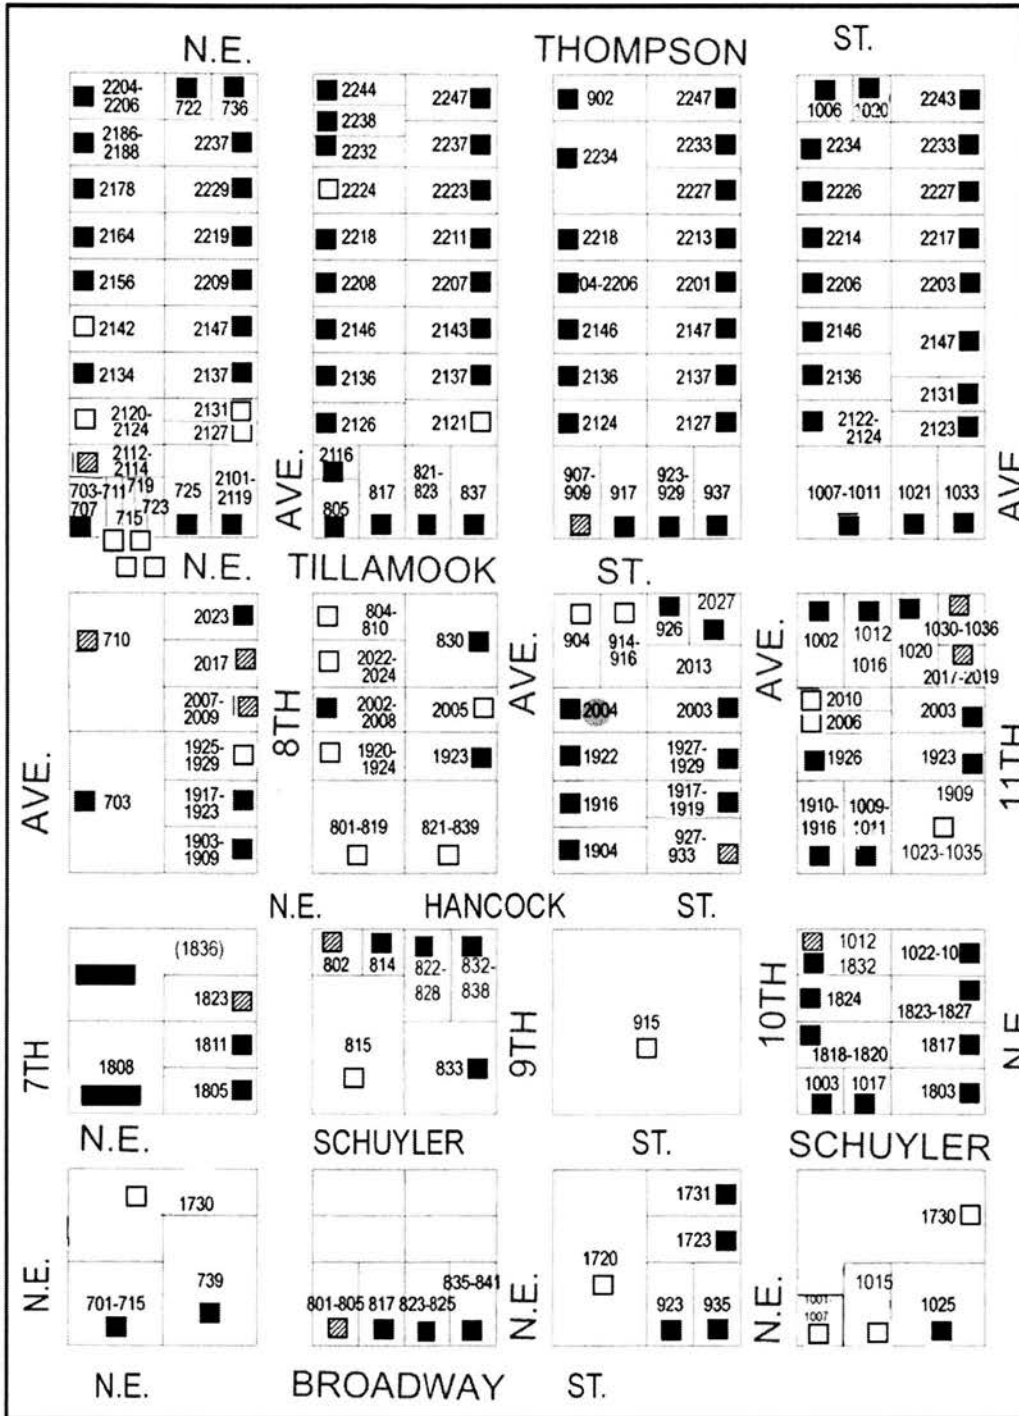 N.E. THOMPSON ST.
2204-2206 722 736 2244 2247 902 2247 1006 1020 2243
2238
2186-2188 2237 2232 2237 2234 2233 2234 2233
2178 2229 2224 2223 2227 2226 2227
2164 2219 2218 2211 2218 2213 2214 2217
2156 2209 2208 2207 04-2206 2201 2206 2203
2142 2147 2146 2143 2146 2147 2146 2147
2134 2137 2136 2137 2136 2137 2136
2131
2120-2124 2131 2126 2121 2124 2127 2122-2124 2123
2127
2112-2114 2116
703-711 719 725 2101-2119 817 821-823 837 907-909 917 923-929 937 1007-1011 1021 1033
707 715 723 805
AVE. AVE
N.E. TILLAMOOK ST.
2023 804-810 830 904 914-916 926 2027 1002 1012 1020 1030-1036
710 2017 2022-2024 2013 1016 2017-2019
2007-2009 2002-2008 2005 2004 2003 2010 2003
2006
1925-1929 1920-1924 1923 1922 1927-1929 1926 1923
703 1917-1923 1916 1917-1919 1910-1916 1009-1011 1909
1903-1909 801-819 821-839 1904 927-933 1023-1035
AVE. 8TH AVE. AVE. 11TH
N.E. HANCOCK ST.
(1836) 802 814 822-828 832-838 1012 1022-10
1832
1823 1824 1823-1827
1811 815 915 1818-1820 1817
1808 1805 833 1003 1017 1803
7TH 9TH 10TH N.E.
N.E. SCHUYLER ST. SCHUYLER
1730 1731 1730
1723
739 1720
701-715 801-805 817 823-825 835-841 923 935 1001-1007 1015 1025
N.E. N.E. N.E.
N.E. BROADWAY ST.